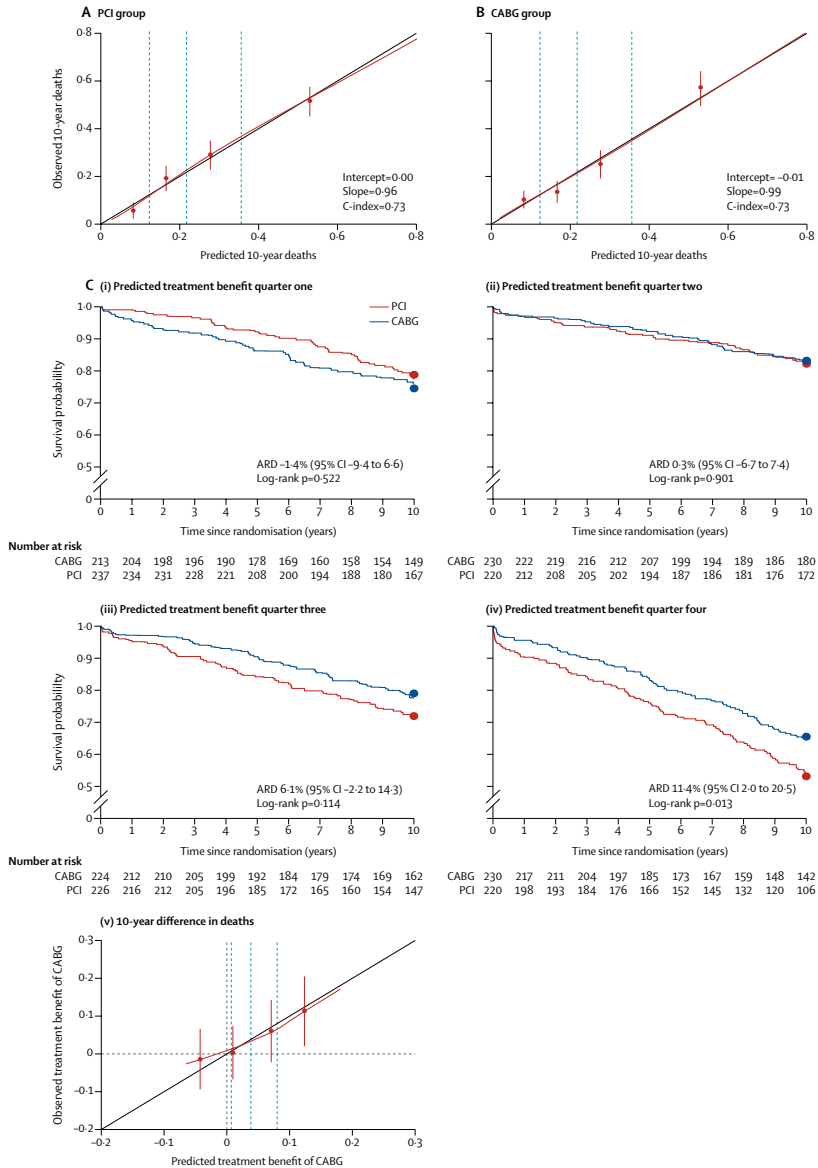 A PCI group
0·8
0·6
0·4
0·2
0
Observed 10-year deaths
0 0·2 0·4 0·6 0·8
Predicted 10-year deaths
Intercept=0·00
Slope=0·96
C-index=0·73
B CABG group
0 0·2 0·4 0·6 0·8
Predicted 10-year deaths
Intercept= –0·01
Slope=0·99
C-index=0·73
C (i) Predicted treatment benefit quarter one
1·0
0·9
0·8
0·7
0·6
0·5
0
Survival probability
PCI
CABG
ARD –1·4% (95% CI –9·4 to 6·6)
Log-rank p=0·522
0 1 2 3 4 5 6 7 8 9 10
Time since randomisation (years)
Number at risk
CABG 213 204 198 196 190 178 169 160 158 154 149
PCI 237 234 231 228 221 208 200 194 188 180 167
(ii) Predicted treatment benefit quarter two
ARD 0·3% (95% CI –6·7 to 7·4)
Log-rank p=0·901
0 1 2 3 4 5 6 7 8 9 10
Time since randomisation (years)
CABG 230 222 219 216 212 207 199 194 189 186 180
PCI 220 212 208 205 202 194 187 186 181 176 172
(iii) Predicted treatment benefit quarter three
1·0
0·9
0·8
0·7
0·6
0·5
0
Survival probability
ARD 6·1% (95% CI –2·2 to 14·3)
Log-rank p=0·114
0 1 2 3 4 5 6 7 8 9 10
Time since randomisation (years)
Number at risk
CABG 224 212 210 205 199 192 184 179 174 169 162
PCI 226 216 212 205 196 185 172 165 160 154 147
(iv) Predicted treatment benefit quarter four
ARD 11·4% (95% CI 2·0 to 20·5)
Log-rank p=0·013
0 1 2 3 4 5 6 7 8 9 10
Time since randomisation (years)
CABG 230 217 211 204 197 185 173 167 159 148 142
PCI 220 198 193 184 176 166 152 145 132 120 106
(v) 10-year difference in deaths
0·3
0·2
0·1
0
–0·1
–0·2
Observed treatment benefit of CABG
–0·2 –0·1 0 0·1 0·2 0·3
Predicted treatment benefit of CABG